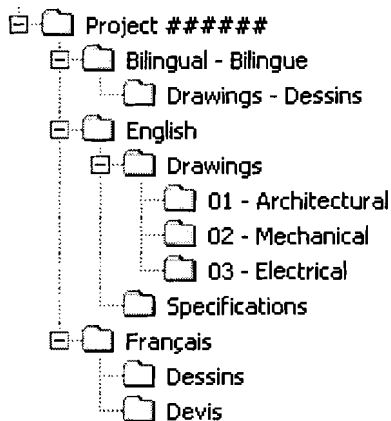 Project ######
Bilingual - Bilingue
Drawings - Dessins
English
Drawings
01 - Architectural
02 - Mechanical
03 - Electrical
Specifications
Français
Dessins
Devis